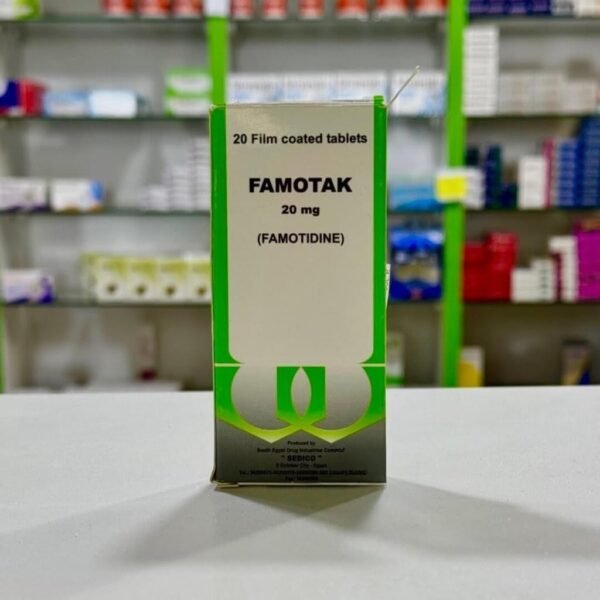 20 Film coated tablets
FAMOTAK
20 mg
(FAMOTIDINE)
Produced by
South Egypt Drug Industries Company
" SEDICO "
6 October City - Egypt